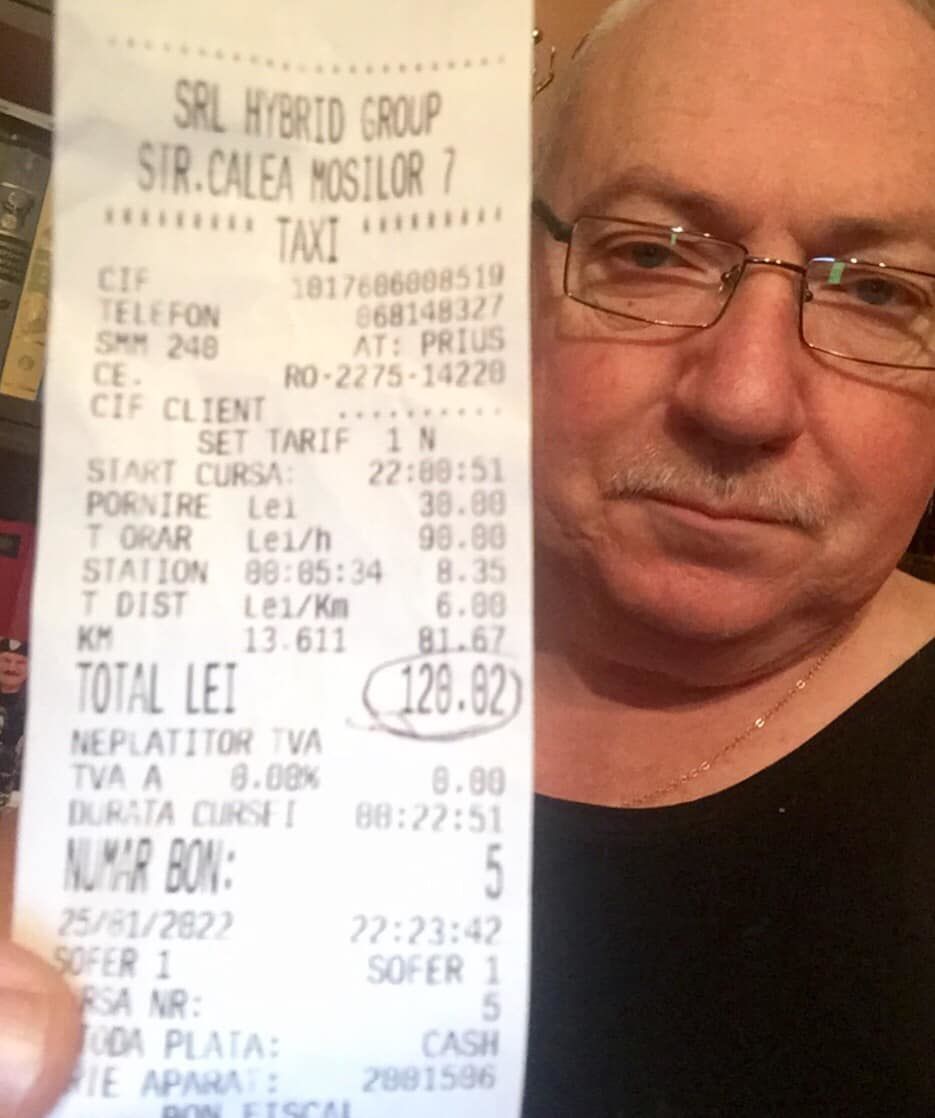 SRL HYBRID GROUP
STR.CALEA MOSILOR 7
TAXI
CIF 1017606008519
TELEFON 068148327
SMM 240 AT: PRIUS
CE. RO-2275-14220
CIF CLIENT ..........
SET TARIF 1 N
START CURSA: 22:00:51
PORNIRE Lei 30.00
T ORAR Lei/h 90.00
STATION 00:05:34 8.35
T DIST Lei/Km 6.00
KM 13.611 81.67
TOTAL LEI 120.02
NEPLATITOR TVA
TVA A 0.00% 0.00
DURATA CURSEI 00:22:51
NUMAR BON: 5
25/01/2022 22:23:42
SOFER 1 SOFER 1
RSA NR: 5
ODA PLATA: CASH
IE APARAT:
BON FISCAL